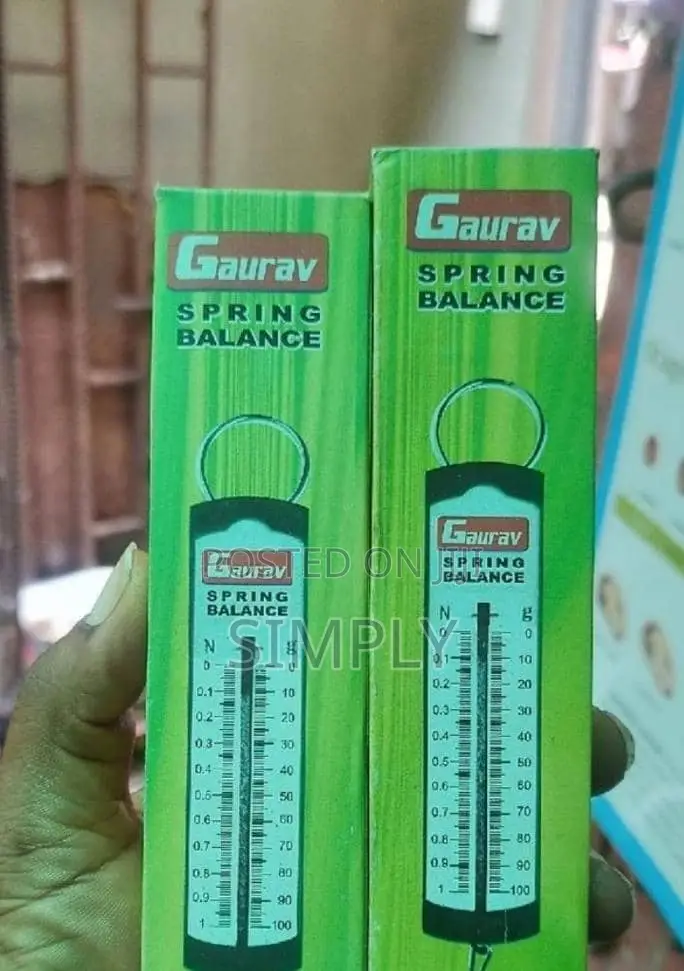 Gaurav
SPRING
BALANCE
Gaurav
SPRING
BALANCE
N g
0 0
0.1 10
0.2 20
0.3 30
0.4 40
0.5 50
0.6 60
0.7 70
0.8 80
0.9 90
1 100
Gaurav
SPRING
BALANCE
Gaurav
SPRING
BALANCE
N g
0 0
0.1 10
0.2 20
0.3 30
0.4 40
0.5 50
0.6 60
0.7 70
0.8 80
0.9 90
1 100
POSTED ON JIJI
SIMPLY